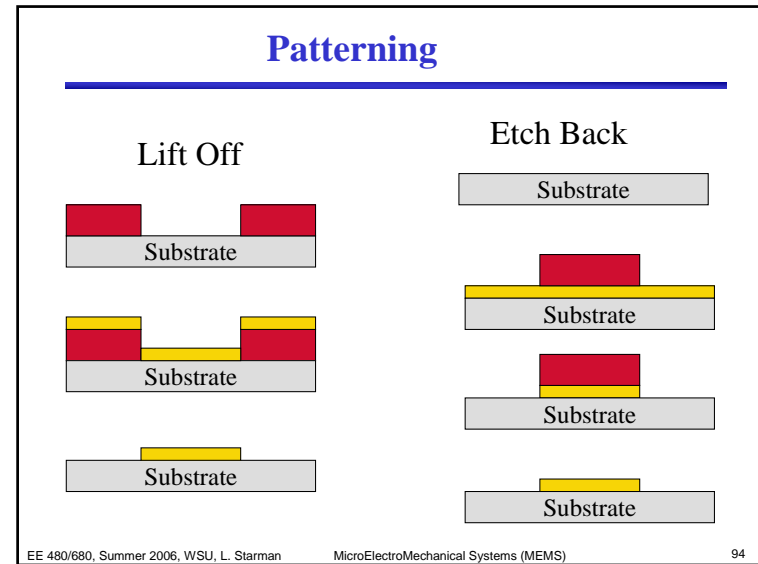 Patterning
Lift Off
Substrate
Substrate
Substrate
Etch Back
Substrate
Substrate
Substrate
Substrate
EE 480/680, Summer 2006, WSU, L. Starman MicroElectroMechanical Systems (MEMS) 94